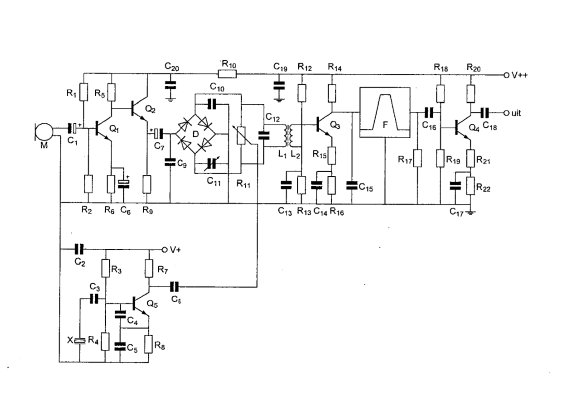 C20 R10 C19 R12 R14 R18 R20
V++
R1 R5 Q2 C10
C12 C16 uit
M C1 Q1 C7 D Q3 F Q4 C18
C9 L1 L2 R15 R17 R19 R21
C11 R11 C15 R22
R2 R6 C6 R9 C13 R13 C14 R16 C17
C2 V+
R3 R7
C3 Q5 C6
C4
X R4 C5 R8